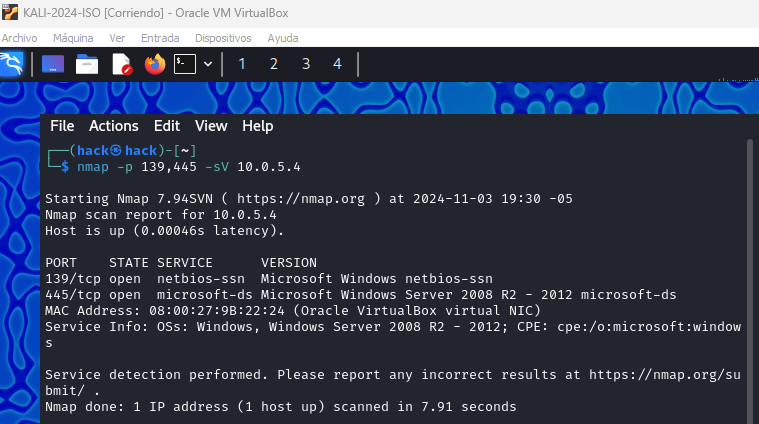 KALI-2024-ISO [Corriendo] - Oracle VM VirtualBox
Archivo Máquina Ver Entrada Dispositivos Ayuda
1 2 3 4
File Actions Edit View Help
┌──(hack㉿hack)-[~]
└─$ nmap -p 139,445 -sV 10.0.5.4
Starting Nmap 7.94SVN ( https://nmap.org ) at 2024-11-03 19:30 -05
Nmap scan report for 10.0.5.4
Host is up (0.00046s latency).
PORT STATE SERVICE VERSION
139/tcp open netbios-ssn Microsoft Windows netbios-ssn
445/tcp open microsoft-ds Microsoft Windows Server 2008 R2 - 2012 microsoft-ds
MAC Address: 08:00:27:9B:22:24 (Oracle VirtualBox virtual NIC)
Service Info: OSs: Windows, Windows Server 2008 R2 - 2012; CPE: cpe:/o:microsoft:window
s
Service detection performed. Please report any incorrect results at https://nmap.org/su
bmit/ .
Nmap done: 1 IP address (1 host up) scanned in 7.91 seconds